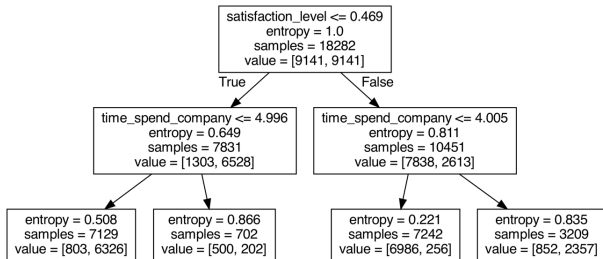 satisfaction_level <= 0.469
entropy = 1.0
samples = 18282
value = [9141, 9141]
True
False
time_spend_company <= 4.996
entropy = 0.649
samples = 7831
value = [1303, 6528]
time_spend_company <= 4.005
entropy = 0.811
samples = 10451
value = [7838, 2613]
entropy = 0.508
samples = 7129
value = [803, 6326]
entropy = 0.866
samples = 702
value = [500, 202]
entropy = 0.221
samples = 7242
value = [6986, 256]
entropy = 0.835
samples = 3209
value = [852, 2357]